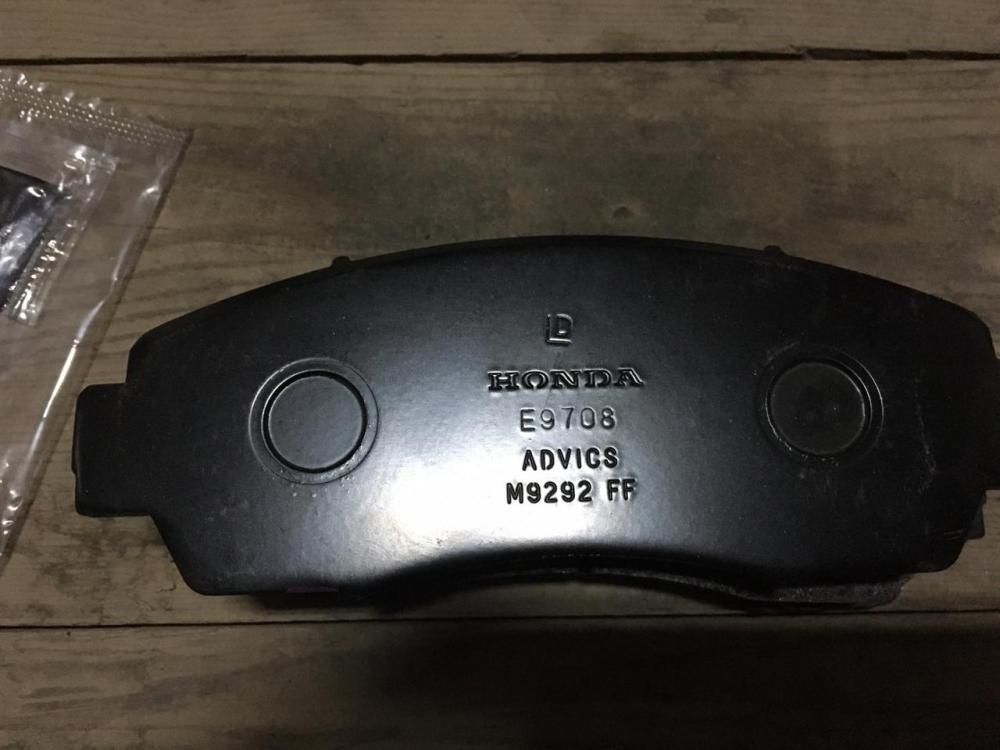 LD
HONDA
E9708
ADVICS
M9292 FF